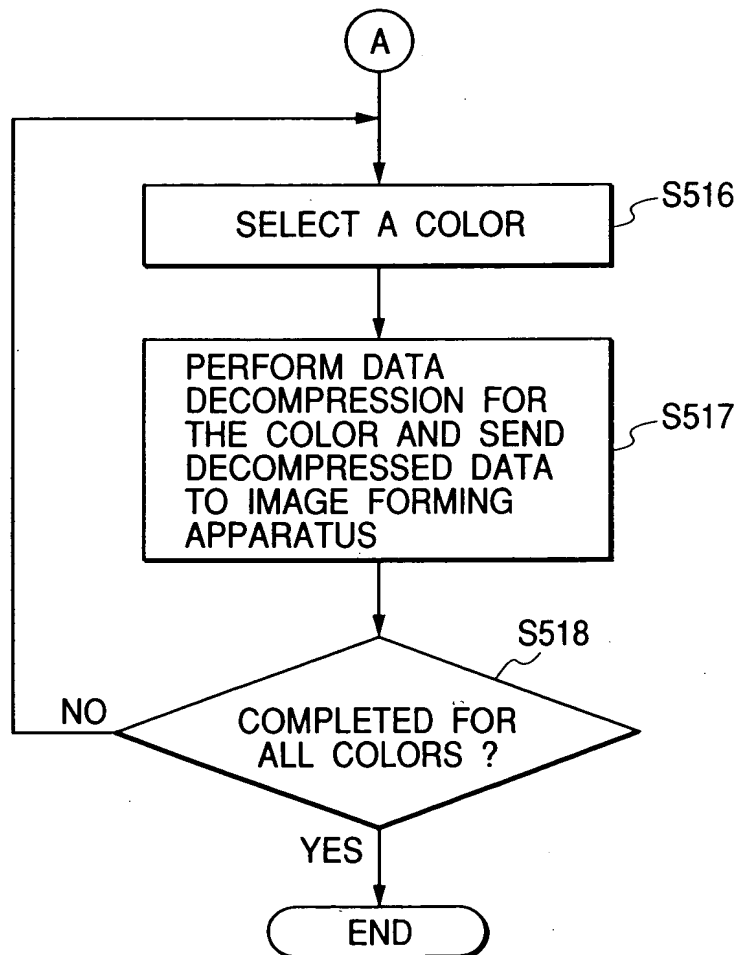 A
SELECT A COLOR
S516
PERFORM DATA
DECOMPRESSION FOR
THE COLOR AND SEND
DECOMPRESSED DATA
TO IMAGE FORMING
APPARATUS
S517
S518
COMPLETED FOR
ALL COLORS ?
NO
YES
END